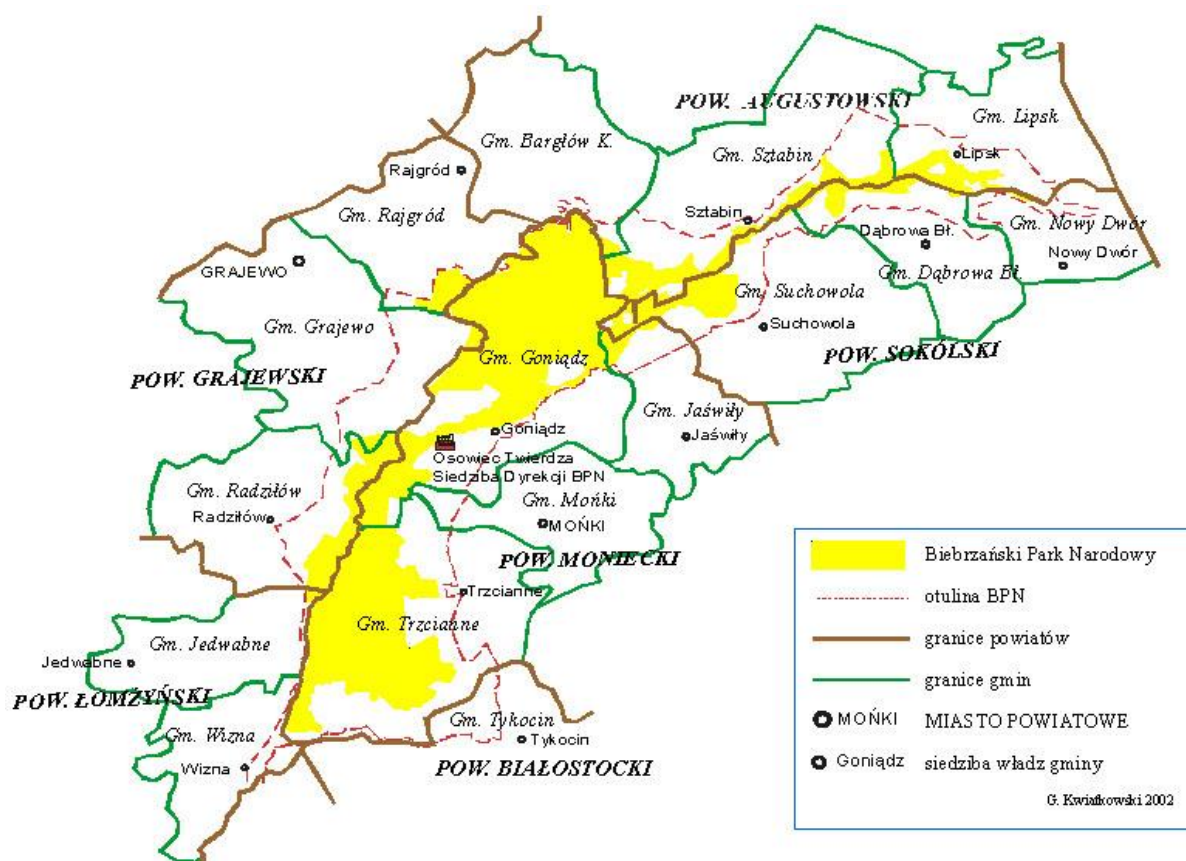 POW. AUGUSTOWSKI
Gm. Lipsk
Gm. Bargłów K.
Gm. Sztabin
Lipsk
Rajgród
Gm. Rajgród
Sztabin
Gm. Nowy Dwór
Dąbrowa Bł.
Nowy Dwór
GRAJEWO
Gm. Dąbrowa Bł.
Gm. Suchowola
Gm. Grajewo
Suchowola
POW. SOKÓLSKI
Gm. Goniądz
POW. GRAJEWSKI
Gm. Jaświły
Goniądz
Jaświły
Osowiec Twierdza
Siedziba Dyrekcji BPN
Gm. Radziłów
Gm. Mońki
Radziłów
MOŃKI
POW. MONIECKI
Trzcianne
Gm. Trzcianne
Gm. Jedwabne
Jedwabne
POW. ŁOMŻYŃSKI
Gm. Tykocin
Gm. Wizna
Tykocin
Wizna
POW. BIAŁOSTOCKI
Biebrzański Park Narodowy
otulina BPN
granice powiatów
granice gmin
MOŃKI MIASTO POWIATOWE
Goniądz siedziba władz gminy
G. Kwiatkowski 2002